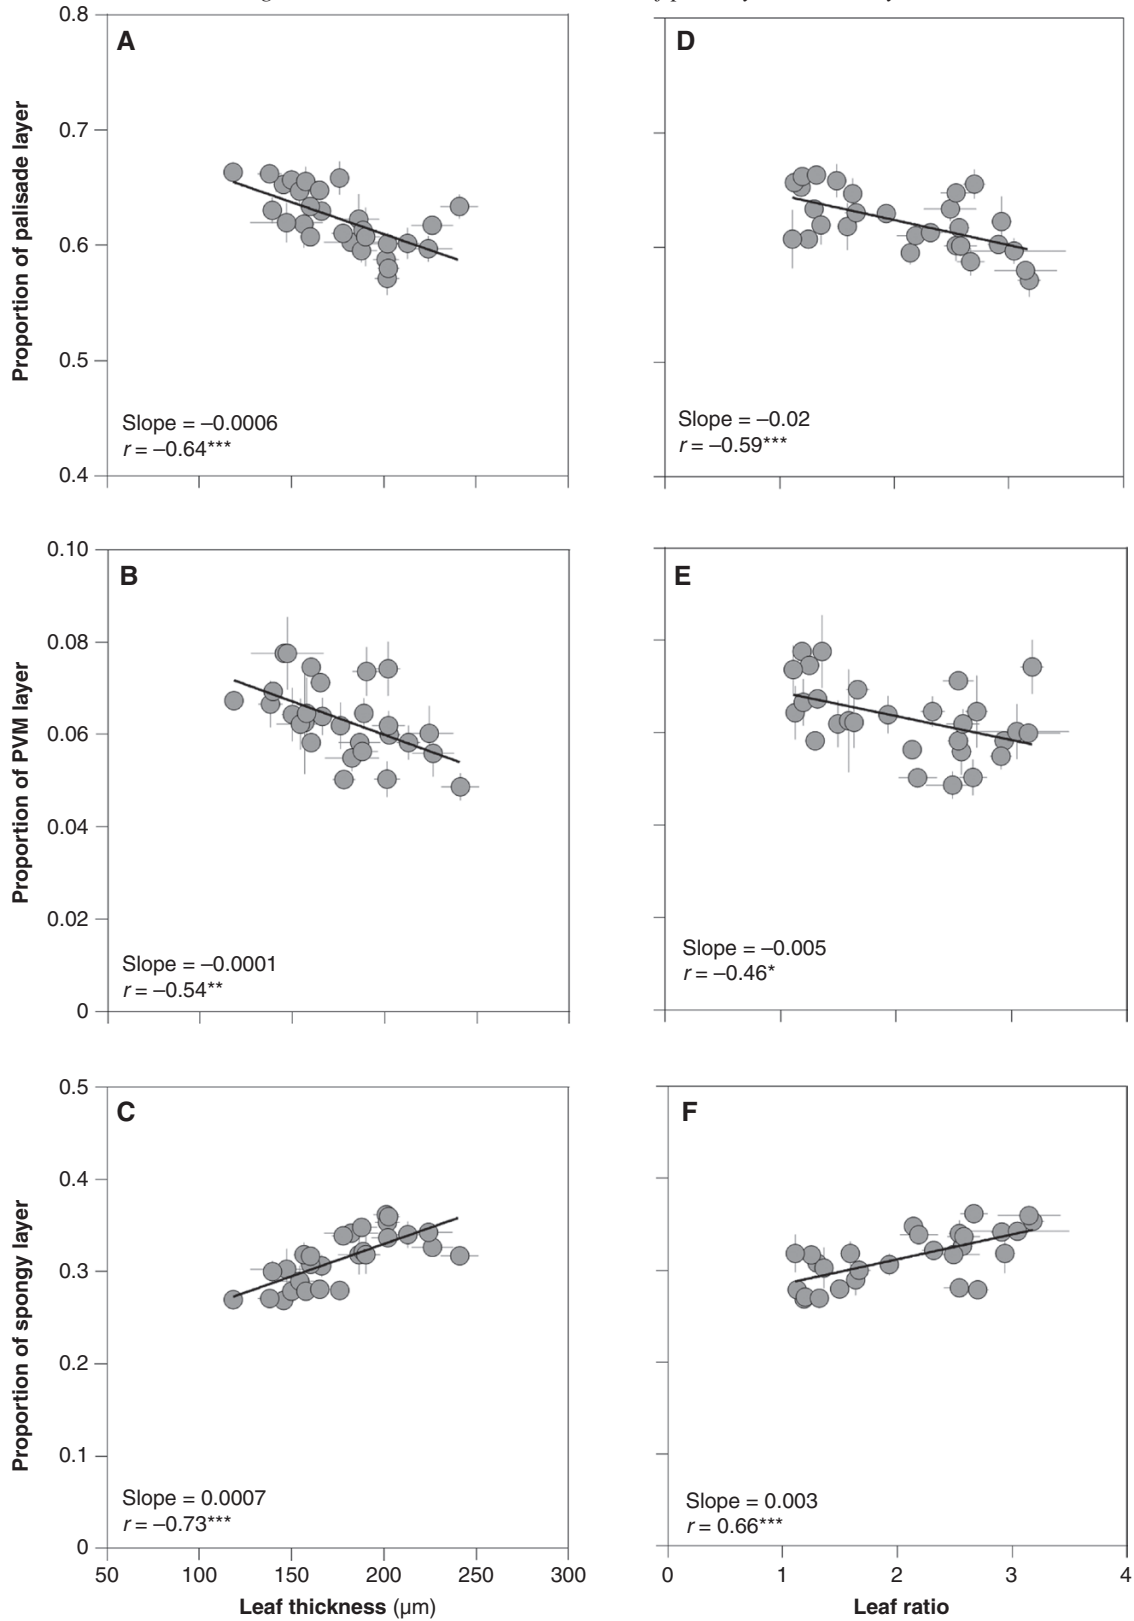 A
D
0.8
0.7
0.6
0.5
0.4
Proportion of palisade layer
Slope = –0.0006
r = –0.64***
Slope = –0.02
r = –0.59***
B
E
0.10
0.08
0.06
0.04
0.02
0
Proportion of PVM layer
Slope = –0.0001
r = –0.54**
Slope = –0.005
r = –0.46*
C
F
0.5
0.4
0.3
0.2
0.1
0
Proportion of spongy layer
Slope = 0.0007
r = –0.73***
Slope = 0.003
r = 0.66***
50 100 150 200 250 300
Leaf thickness (μm)
0 1 2 3 4
Leaf ratio